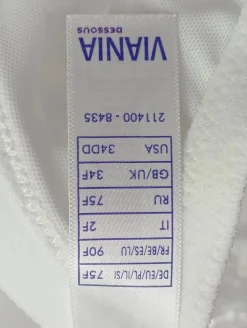 VIANIA
DESSOUS
211400 - 8435
USA 34DD
GB/UK 34F
RU 75F
IT 2F
FR/BE/ES/LU 90F
DE/EU/PL/IL/SI 75F